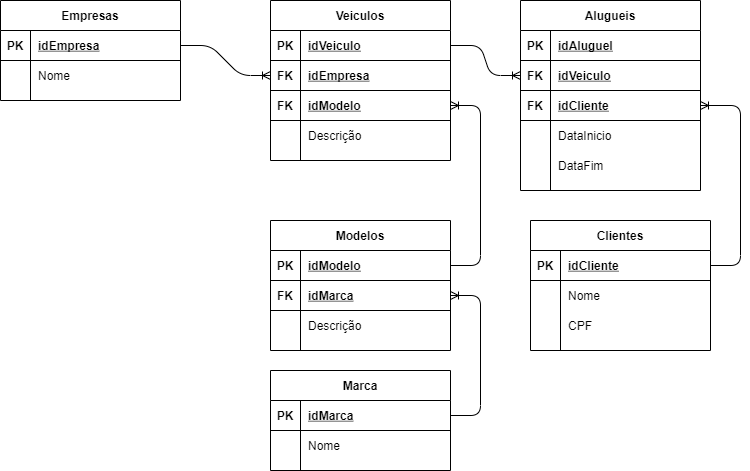 Empresas
PK idEmpresa
Nome
Veiculos
PK idVeiculo
FK idEmpresa
FK idModelo
Descrição
Alugueis
PK idAluguel
FK idVeiculo
FK idCliente
DataInicio
DataFim
Modelos
PK idModelo
FK idMarca
Descrição
Clientes
PK idCliente
Nome
CPF
Marca
PK idMarca
Nome